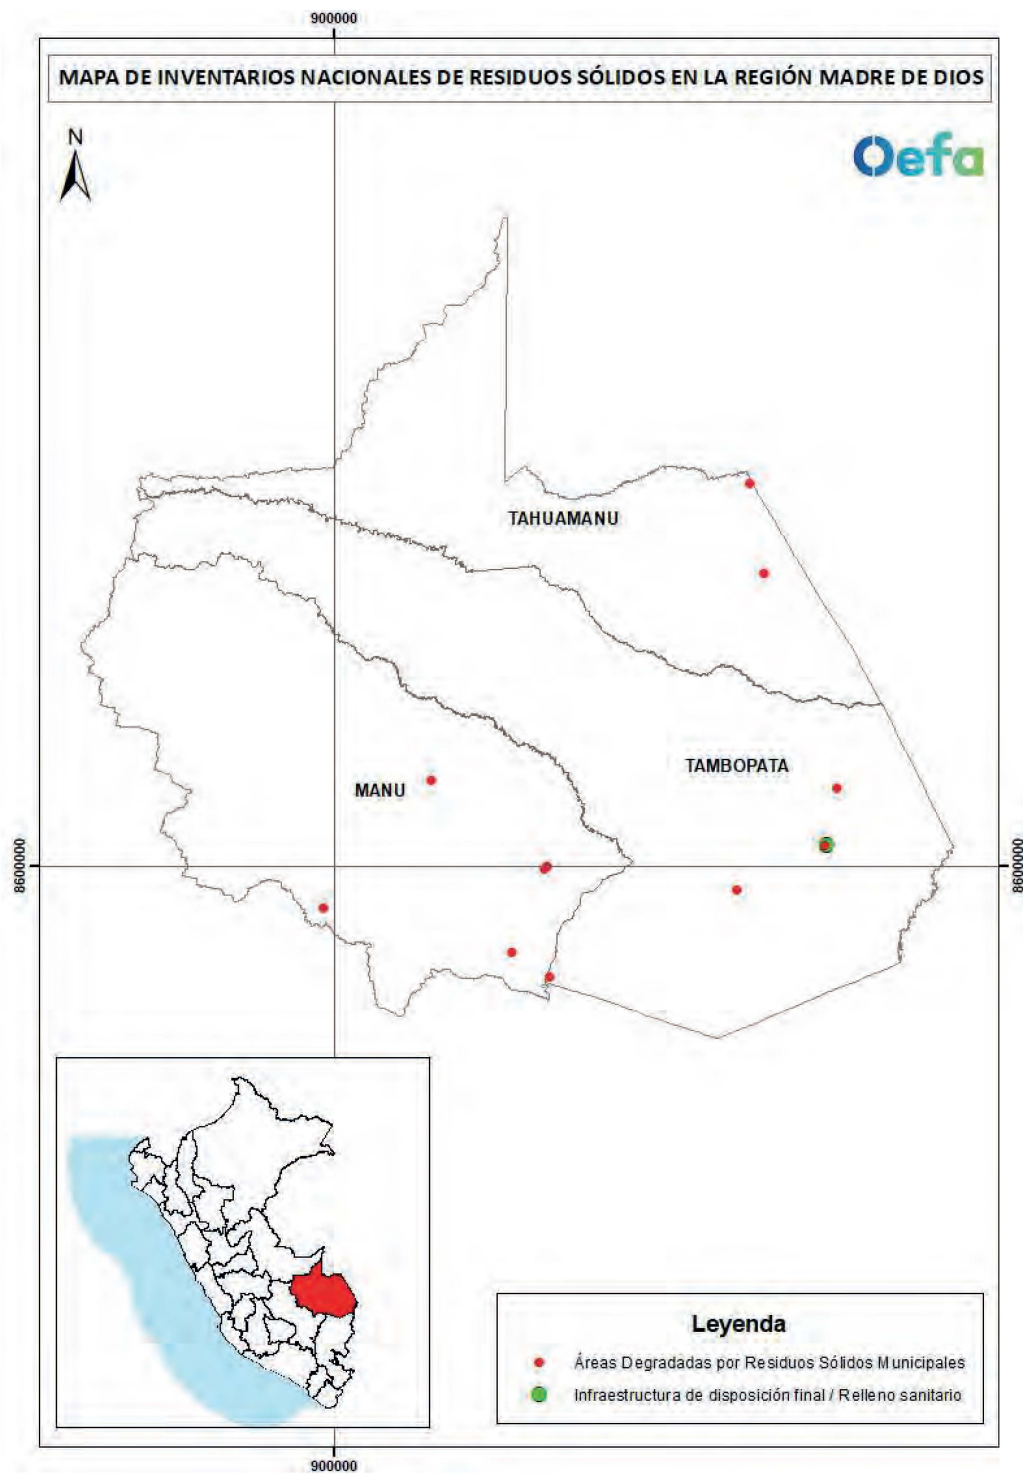 900000
MAPA DE INVENTARIOS NACIONALES DE RESIDUOS SÓLIDOS EN LA REGIÓN MADRE DE DIOS
N
Oefa
TAHUAMANU
TAMBOPATA
MANU
8600000
8600000
Leyenda
Áreas Degradadas por Residuos Sólidos Municipales
Infraestructura de disposición final / Relleno sanitario
900000